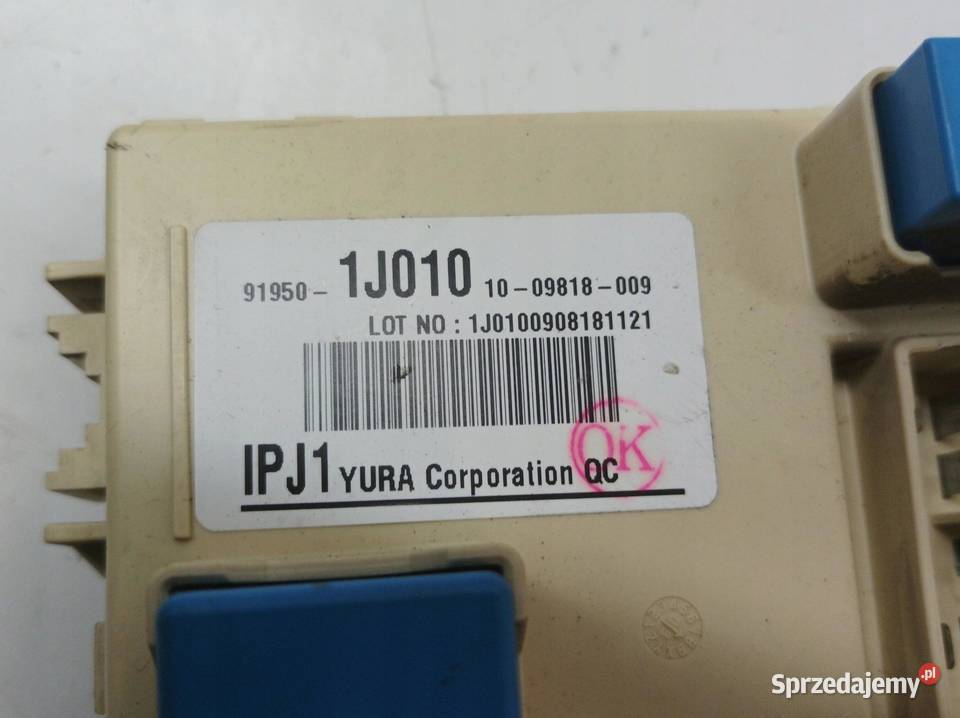 91950- 1J010 10-09818-009
LOT NO : 1J0100908181121
IPJ1 YURA Corporation QC
OK
Sprzedajemy.pl